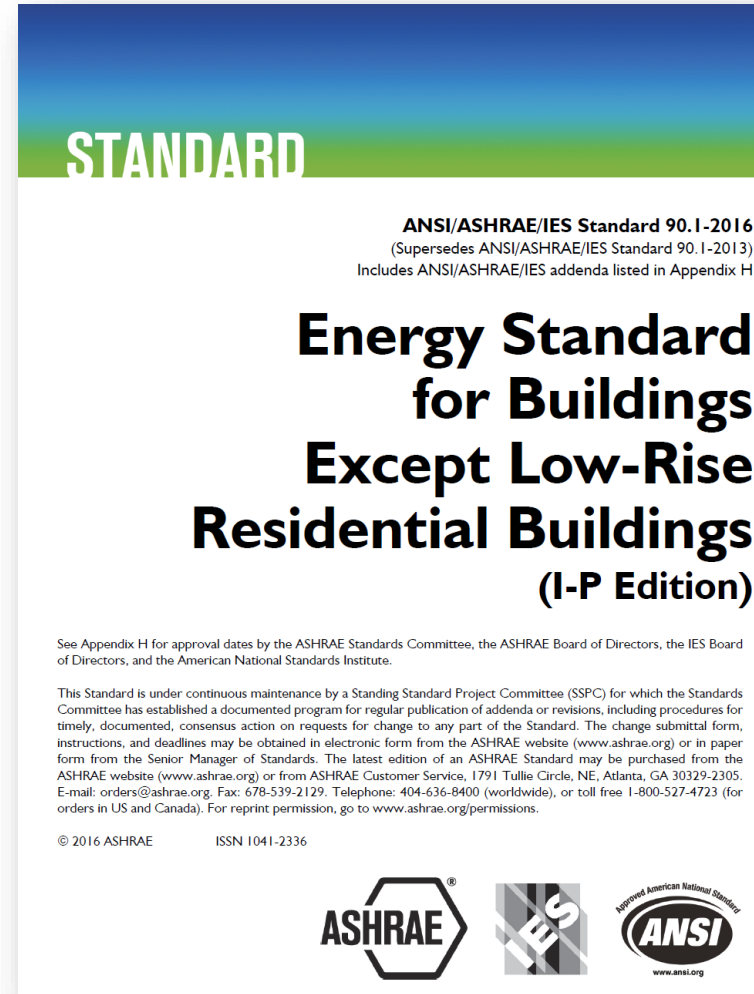 STANDARD
ANSI/ASHRAE/IES Standard 90.1-2016
(Supersedes ANSI/ASHRAE/IES Standard 90.1-2013)
Includes ANSI/ASHRAE/IES addenda listed in Appendix H
Energy Standard
for Buildings
Except Low-Rise
Residential Buildings
(I-P Edition)
See Appendix H for approval dates by the ASHRAE Standards Committee, the ASHRAE Board of Directors, the IES Board
of Directors, and the American National Standards Institute.
This Standard is under continuous maintenance by a Standing Standard Project Committee (SSPC) for which the Standards
Committee has established a documented program for regular publication of addenda or revisions, including procedures for
timely, documented, consensus action on requests for change to any part of the Standard. The change submittal form,
instructions, and deadlines may be obtained in electronic form from the ASHRAE website (www.ashrae.org) or in paper
form from the Senior Manager of Standards. The latest edition of an ASHRAE Standard may be purchased from the
ASHRAE website (www.ashrae.org) or from ASHRAE Customer Service, 1791 Tullie Circle, NE, Atlanta, GA 30329-2305.
E-mail: orders@ashrae.org. Fax: 678-539-2129. Telephone: 404-636-8400 (worldwide), or toll free 1-800-527-4723 (for
orders in US and Canada). For reprint permission, go to www.ashrae.org/permissions.
© 2016 ASHRAE ISSN 1041-2336
ASHRAE ®
IES
Approved American National Standard
ANSI
www.ansi.org